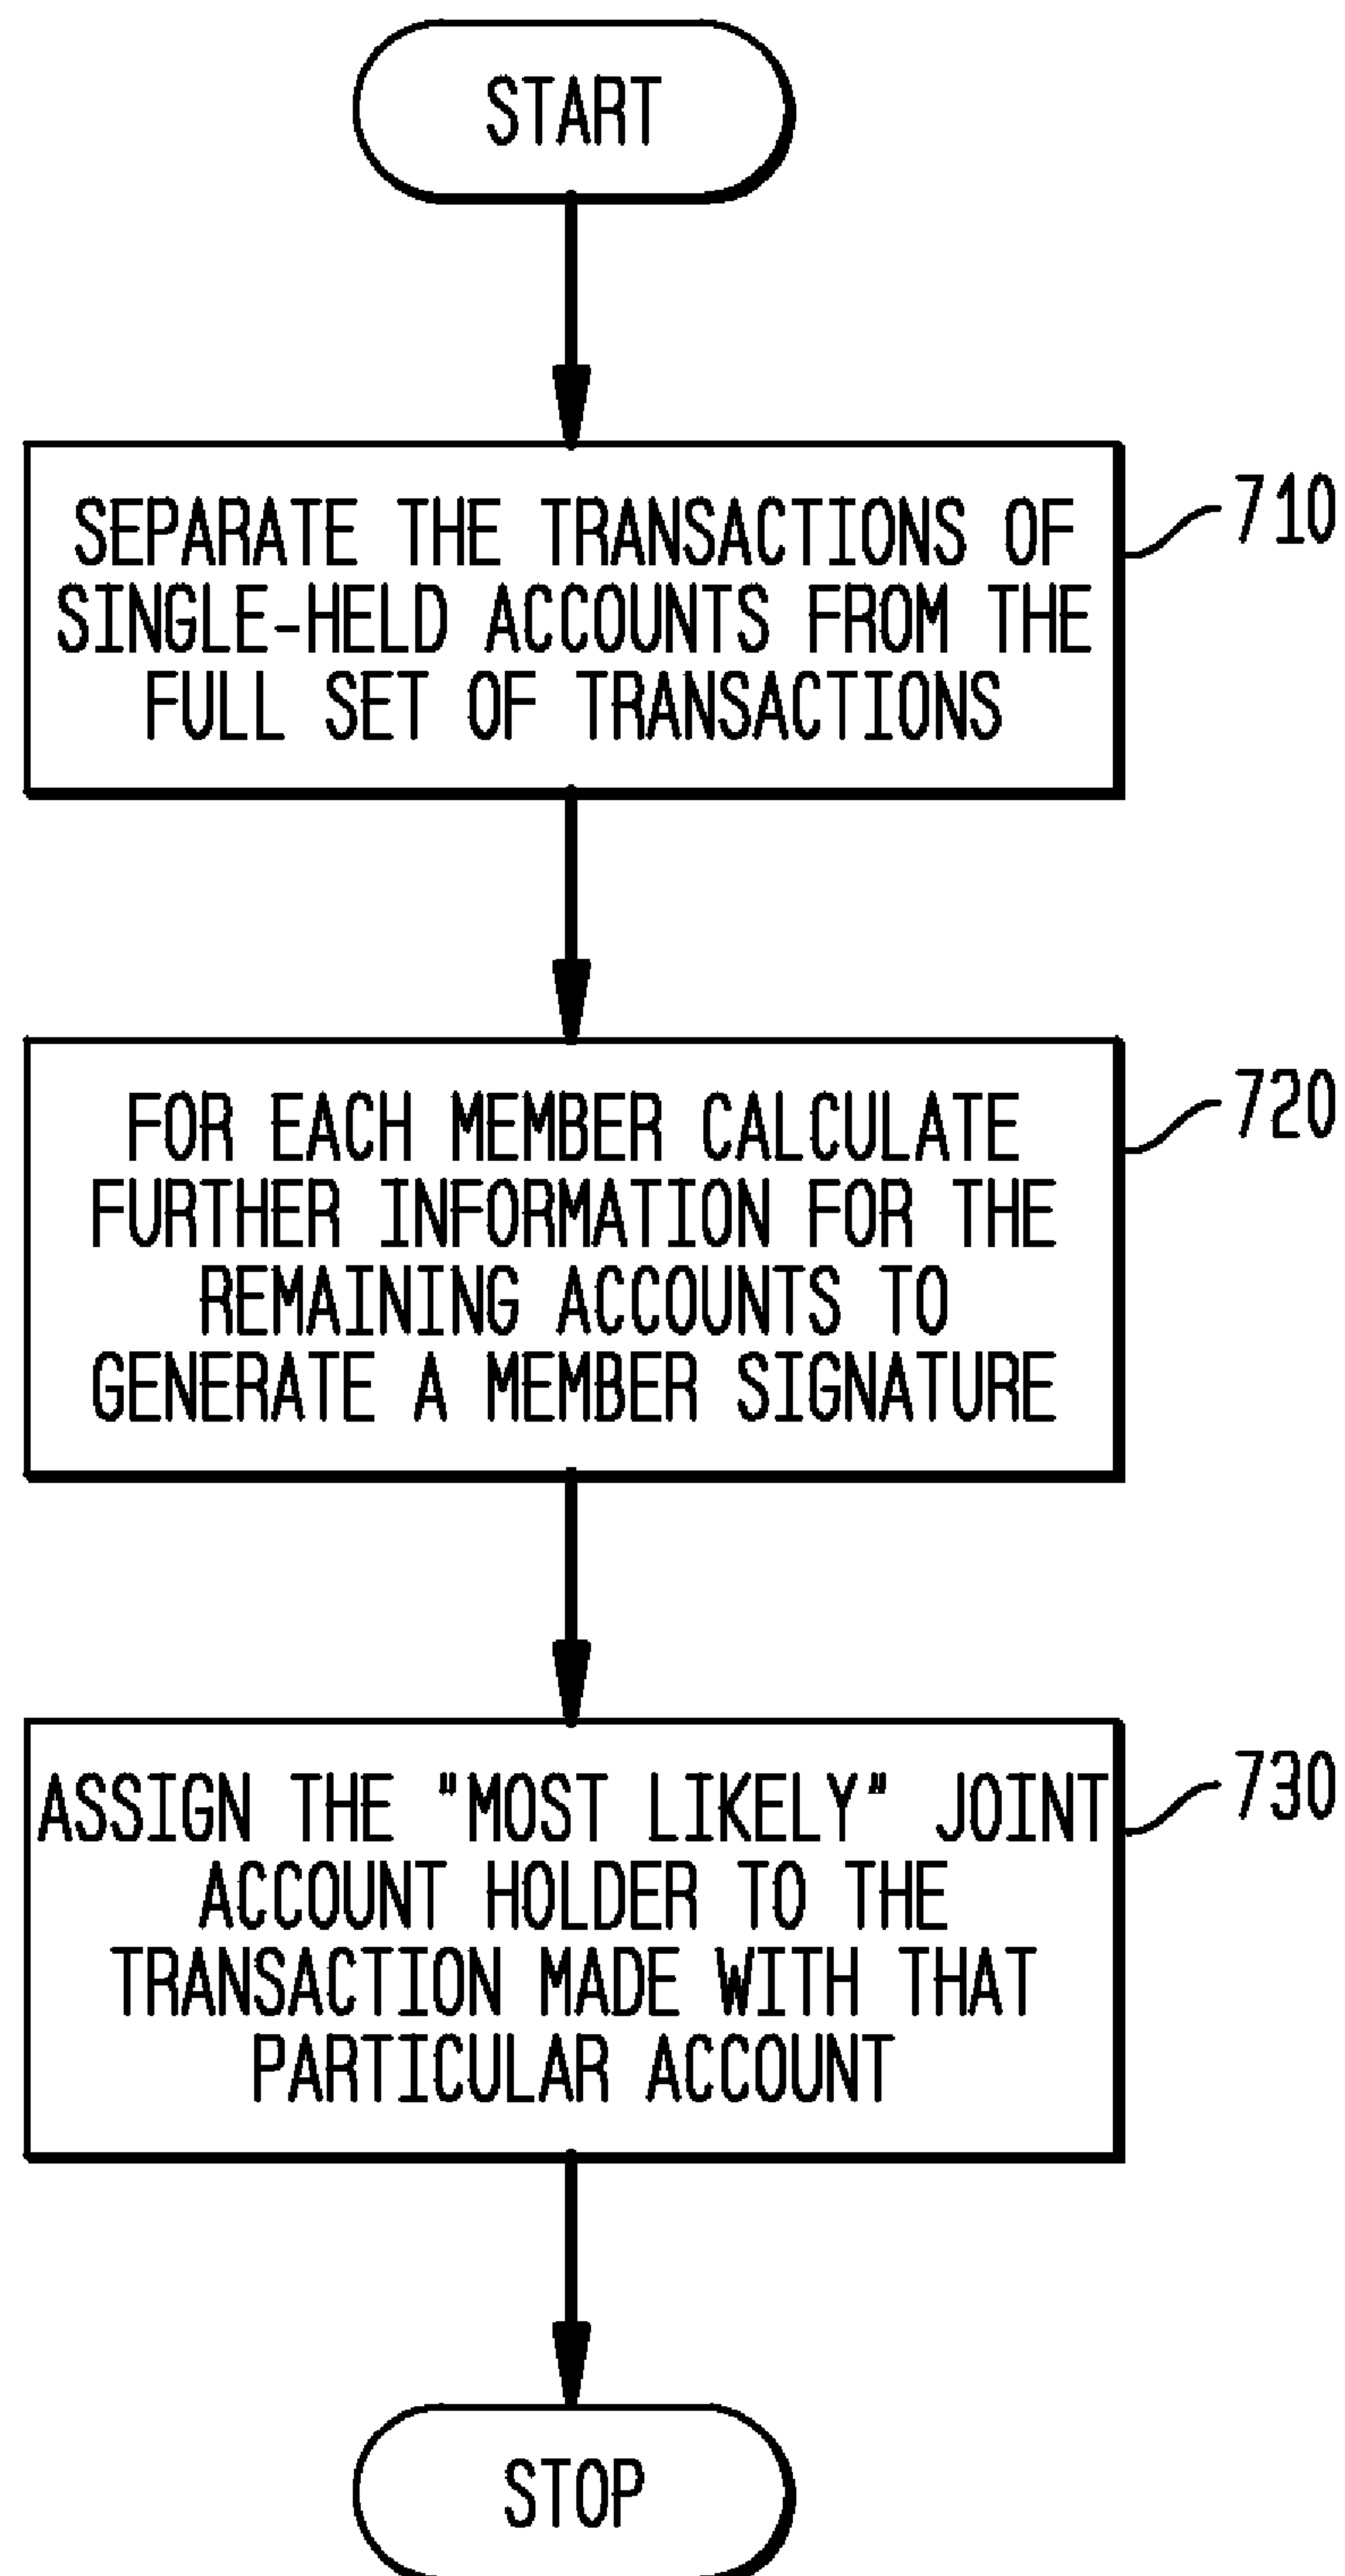 START
SEPARATE THE TRANSACTIONS OF
SINGLE-HELD ACCOUNTS FROM THE
FULL SET OF TRANSACTIONS
710
FOR EACH MEMBER CALCULATE
FURTHER INFORMATION FOR THE
REMAINING ACCOUNTS TO
GENERATE A MEMBER SIGNATURE
720
ASSIGN THE "MOST LIKELY" JOINT
ACCOUNT HOLDER TO THE
TRANSACTION MADE WITH THAT
PARTICULAR ACCOUNT
730
STOP